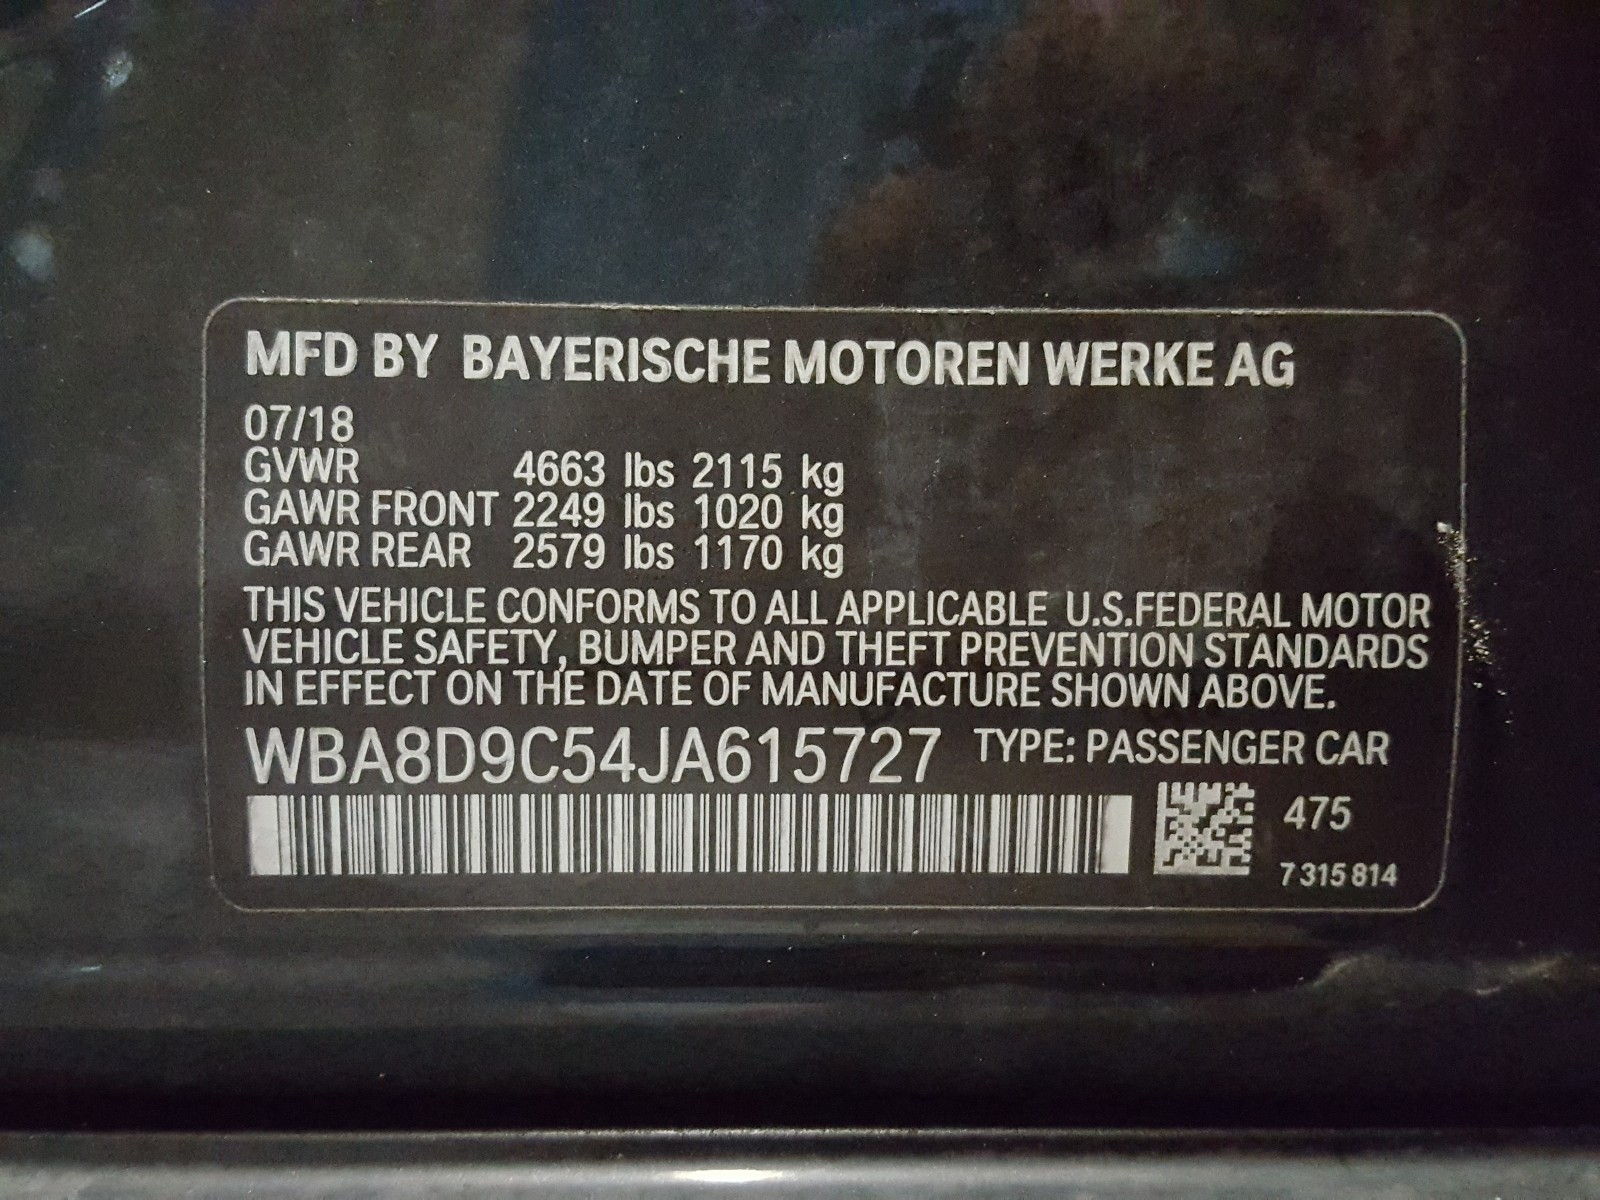 MFD BY BAYERISCHE MOTOREN WERKE AG
07/18
GVWR 4663 lbs 2115 kg
GAWR FRONT 2249 lbs 1020 kg
GAWR REAR 2579 lbs 1170 kg
THIS VEHICLE CONFORMS TO ALL APPLICABLE U.S.FEDERAL MOTOR
VEHICLE SAFETY, BUMPER AND THEFT PREVENTION STANDARDS
IN EFFECT ON THE DATE OF MANUFACTURE SHOWN ABOVE.
WBA8D9C54JA615727 TYPE: PASSENGER CAR
475
7 315 814